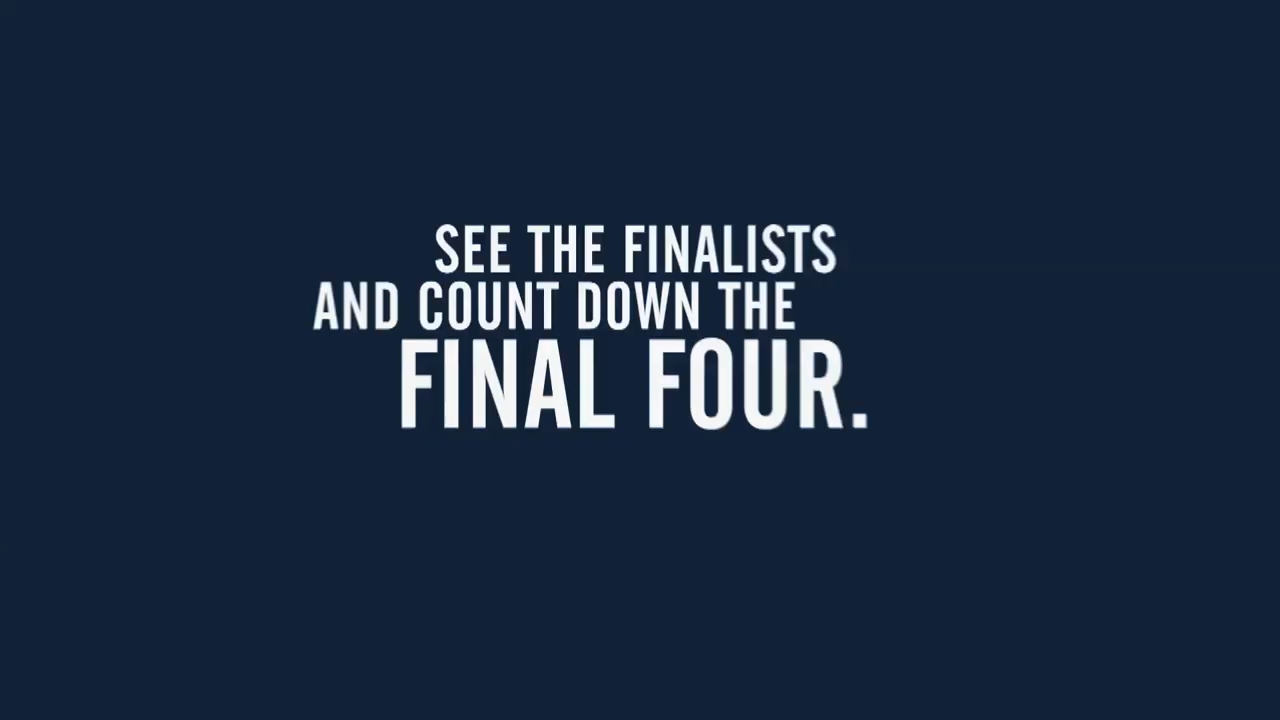 SEE THE FINALISTS
AND COUNT DOWN THE
FINAL FOUR.